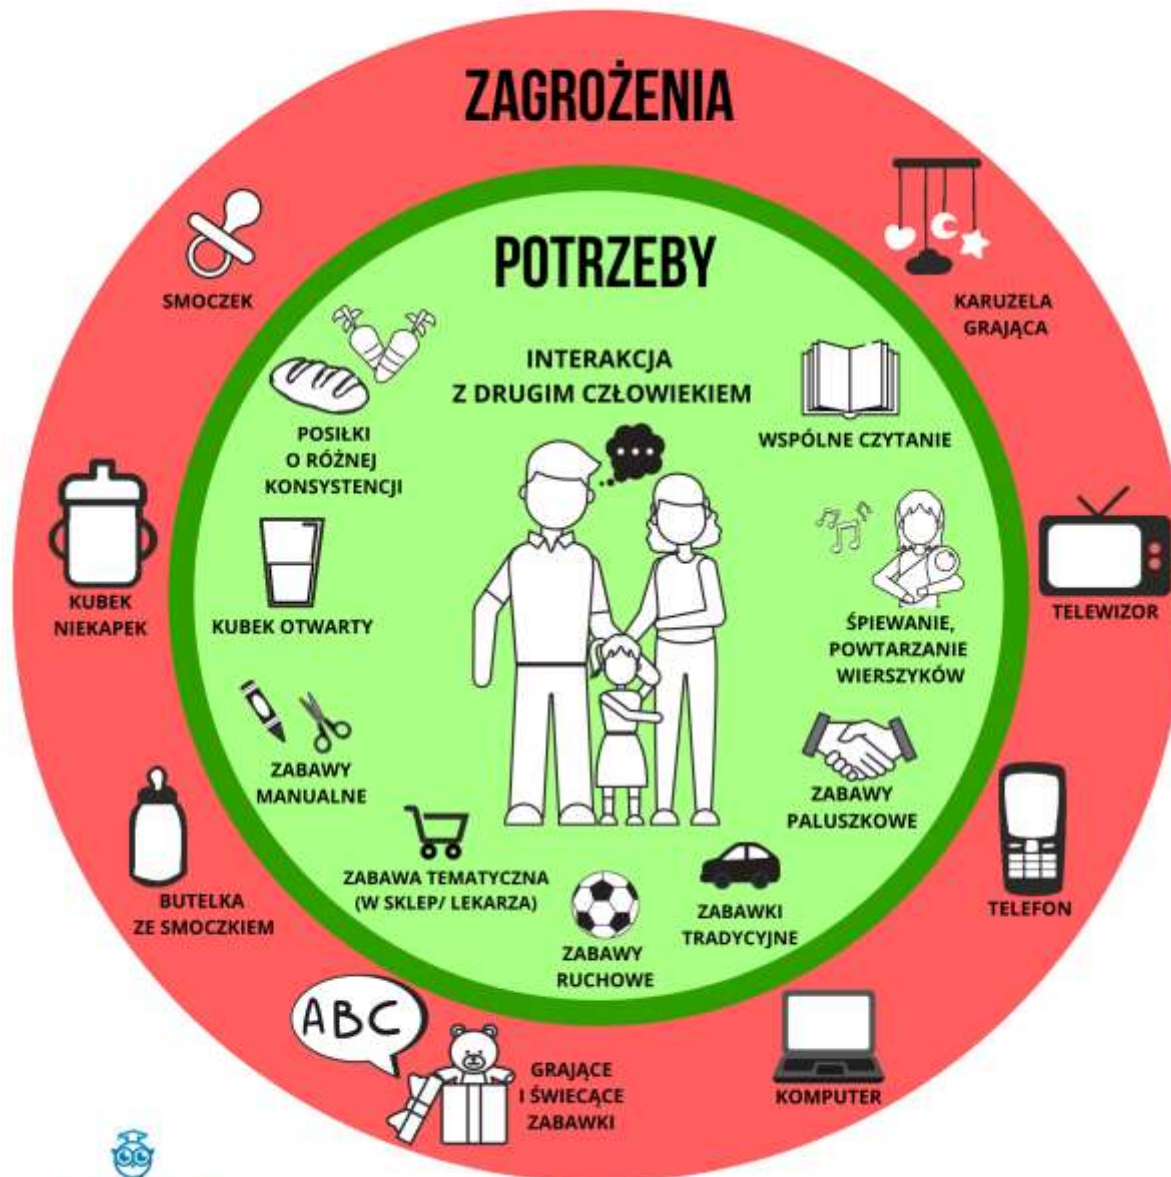 ZAGROŻENIA
SMOCZEK
KARUZELA
GRAJĄCA
POTRZEBY
INTERAKCJA
Z DRUGIM CZŁOWIEKIEM
POSIŁKI
O RÓŻNEJ
KONSYSTENCJI
WSPÓLNE CZYTANIE
KUBEK
NIEKAPEK
KUBEK OTWARTY
ŚPIEWANIE,
POWTARZANIE
WIERSZYKÓW
TELEWIZOR
ZABAWY
MANUALNE
ZABAWY
PALUSZKOWE
BUTELKA
ZE SMOCZKIEM
ZABAWA TEMATYCZNA
(W SKLEP/ LEKARZA)
ZABAWY
RUCHOWE
ZABAWKI
TRADYCYJNE
TELEFON
ABC
GRAJĄCE
I ŚWIECĄCE
ZABAWKI
KOMPUTER